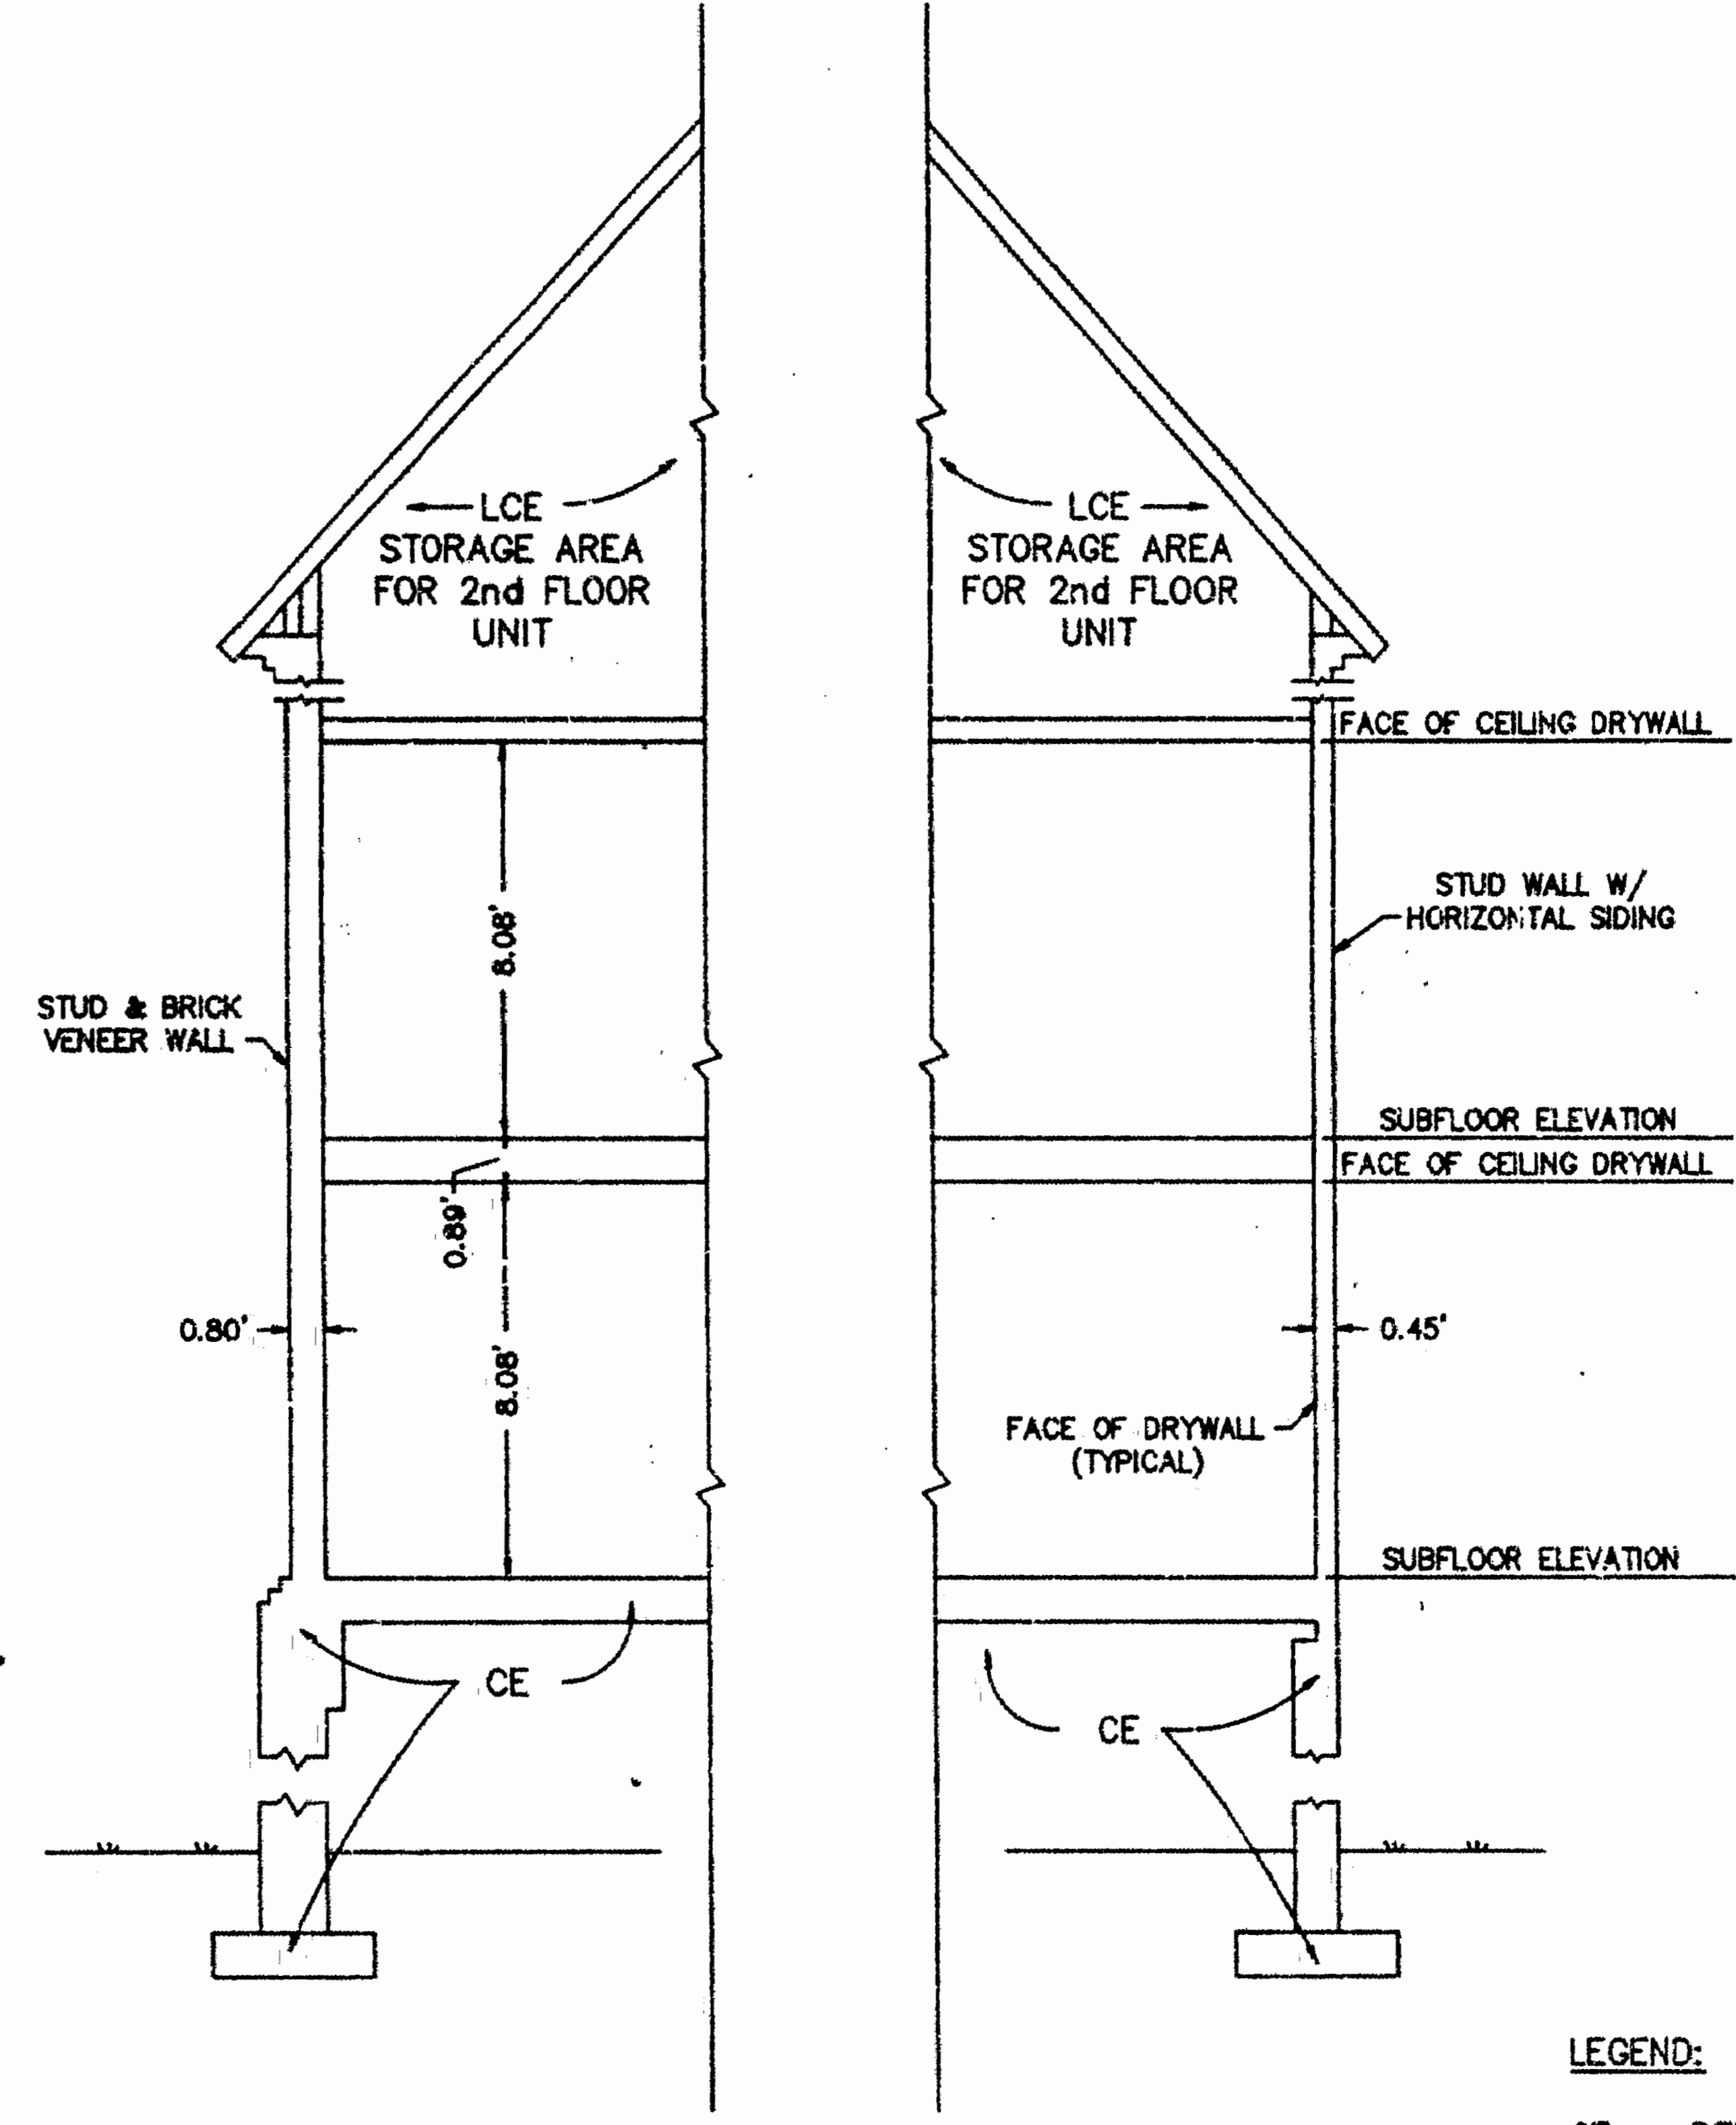 LCE
STORAGE AREA
FOR 2nd FLOOR
UNIT
LCE
STORAGE AREA
FOR 2nd FLOOR
UNIT
FACE OF CEILING DRYWALL
8.08'
STUD WALL W/
HORIZONTAL SIDING
STUD & BRICK
VENEER WALL
SUBFLOOR ELEVATION
FACE OF CEILING DRYWALL
0.89'
0.80'
8.08'
0.45'
FACE OF DRYWALL
(TYPICAL)
SUBFLOOR ELEVATION
CE
CE
LEGEND: